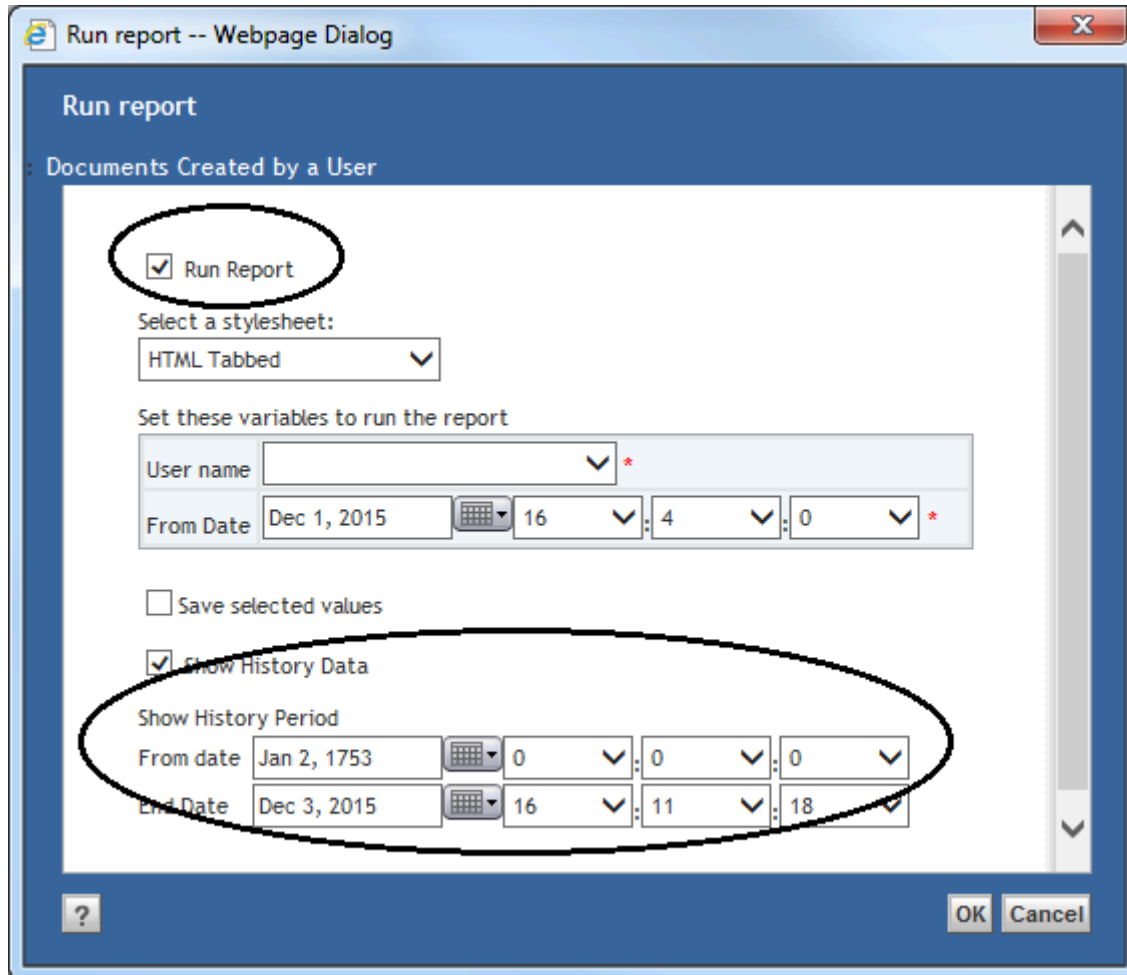 Run report -- Webpage Dialog
X
Run report
: Documents Created by a User
Run Report
Select a stylesheet:
HTML Tabbed
Set these variables to run the report
User name *
From Date Dec 1, 2015 16 : 4 : 0 *
Save selected values
Show History Data
Show History Period
From date Jan 2, 1753 0 : 0 : 0
End Date Dec 3, 2015 16 : 11 : 18
? OK Cancel